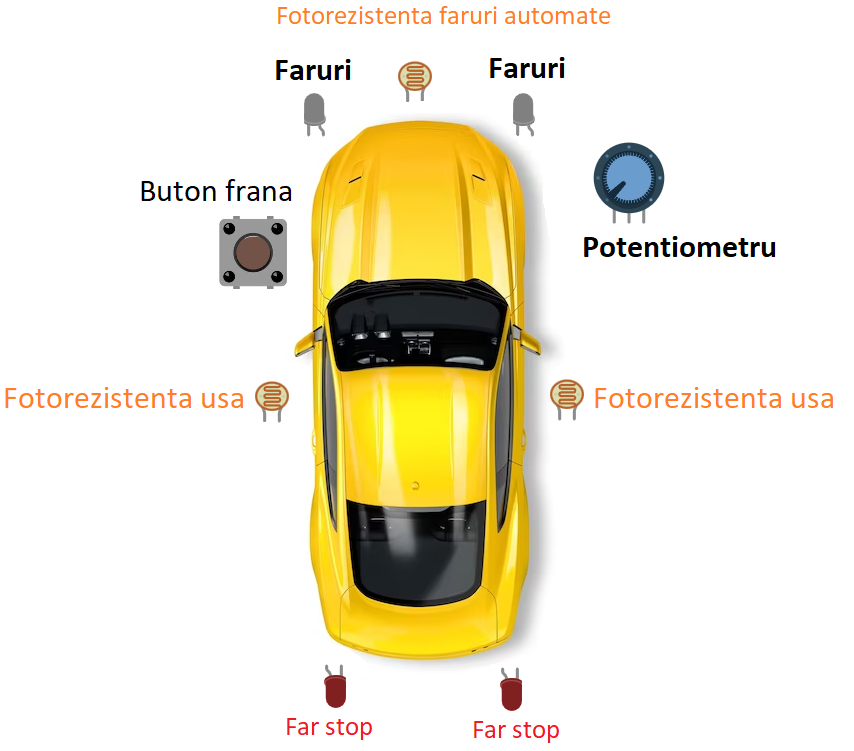 Fotorezistenta faruri automate
Faruri
Faruri
Buton frana
Potentiometru
Fotorezistenta usa
Fotorezistenta usa
Far stop
Far stop